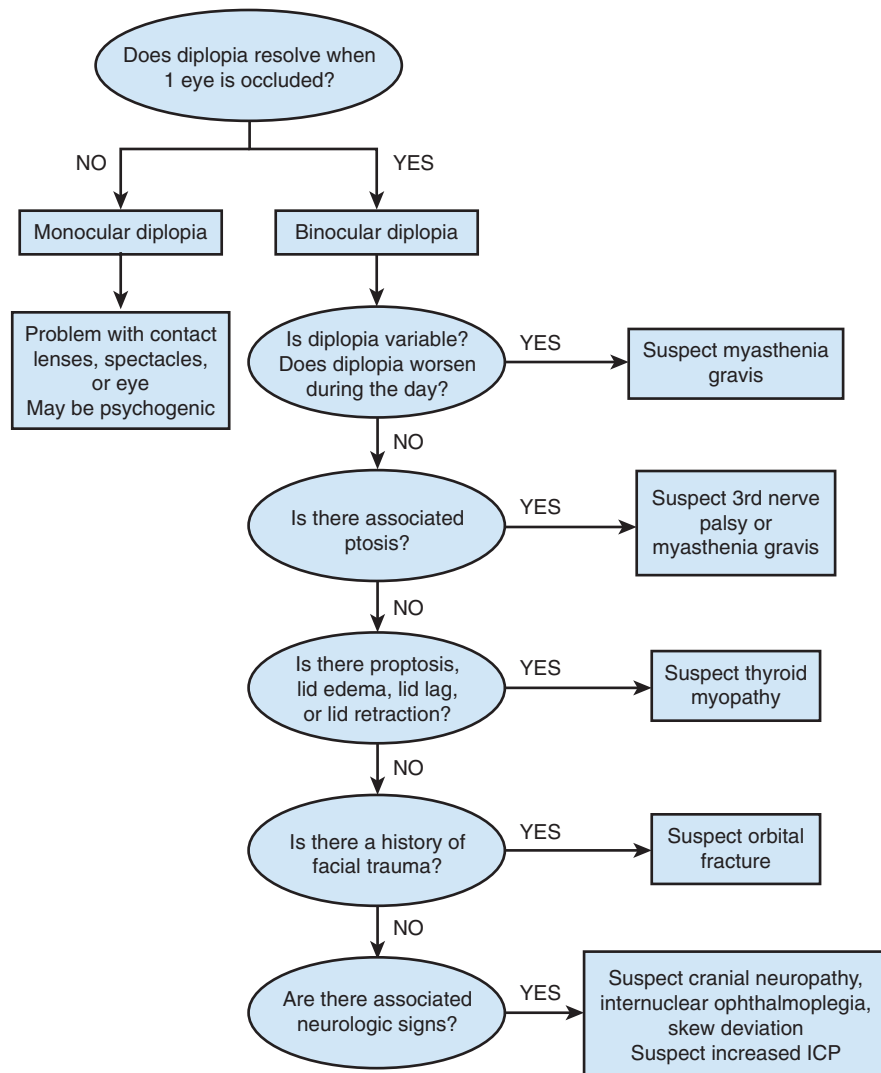 Does diplopia resolve when
1 eye is occluded?
NO
YES
Monocular diplopia
Binocular diplopia
Problem with contact
lenses, spectacles,
or eye
May be psychogenic
Is diplopia variable?
Does diplopia worsen
during the day?
YES
Suspect myasthenia
gravis
NO
Is there associated
ptosis?
YES
Suspect 3rd nerve
palsy or
myasthenia gravis
NO
Is there proptosis,
lid edema, lid lag,
or lid retraction?
YES
Suspect thyroid
myopathy
NO
Is there a history of
facial trauma?
YES
Suspect orbital
fracture
NO
Are there associated
neurologic signs?
YES
Suspect cranial neuropathy,
internuclear ophthalmoplegia,
skew deviation
Suspect increased ICP